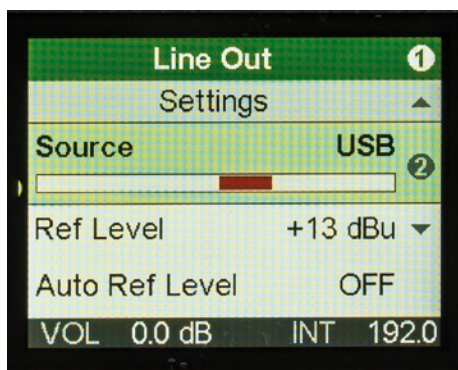 Line Out 1
Settings
Source USB 2
Ref Level +13 dBu
Auto Ref Level OFF
VOL 0.0 dB INT 192.0